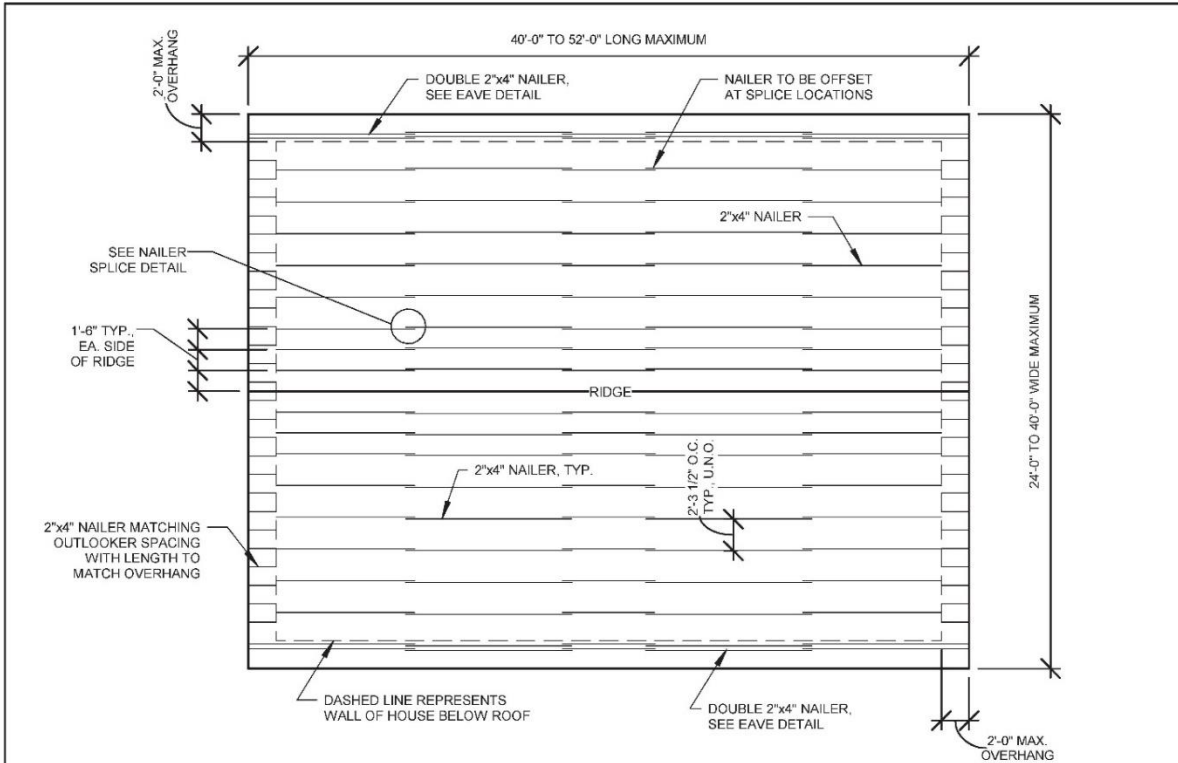 40'-0" TO 52'-0" LONG MAXIMUM
2'-0" MAX.
OVERHANG
DOUBLE 2"x4" NAILER,
SEE EAVE DETAIL
NAILER TO BE OFFSET
AT SPLICE LOCATIONS
2"x4" NAILER
SEE NAILER
SPLICE DETAIL
1'-6" TYP.,
EA. SIDE
OF RIDGE
RIDGE
24'-0" TO 40'-0" WIDE MAXIMUM
2"x4" NAILER, TYP.
2'-3 1/2" O.C.
TYP., U.N.O.
2"x4" NAILER MATCHING
OUTLOOKER SPACING
WITH LENGTH TO
MATCH OVERHANG
DASHED LINE REPRESENTS
WALL OF HOUSE BELOW ROOF
DOUBLE 2"x4" NAILER,
SEE EAVE DETAIL
2'-0" MAX.
OVERHANG